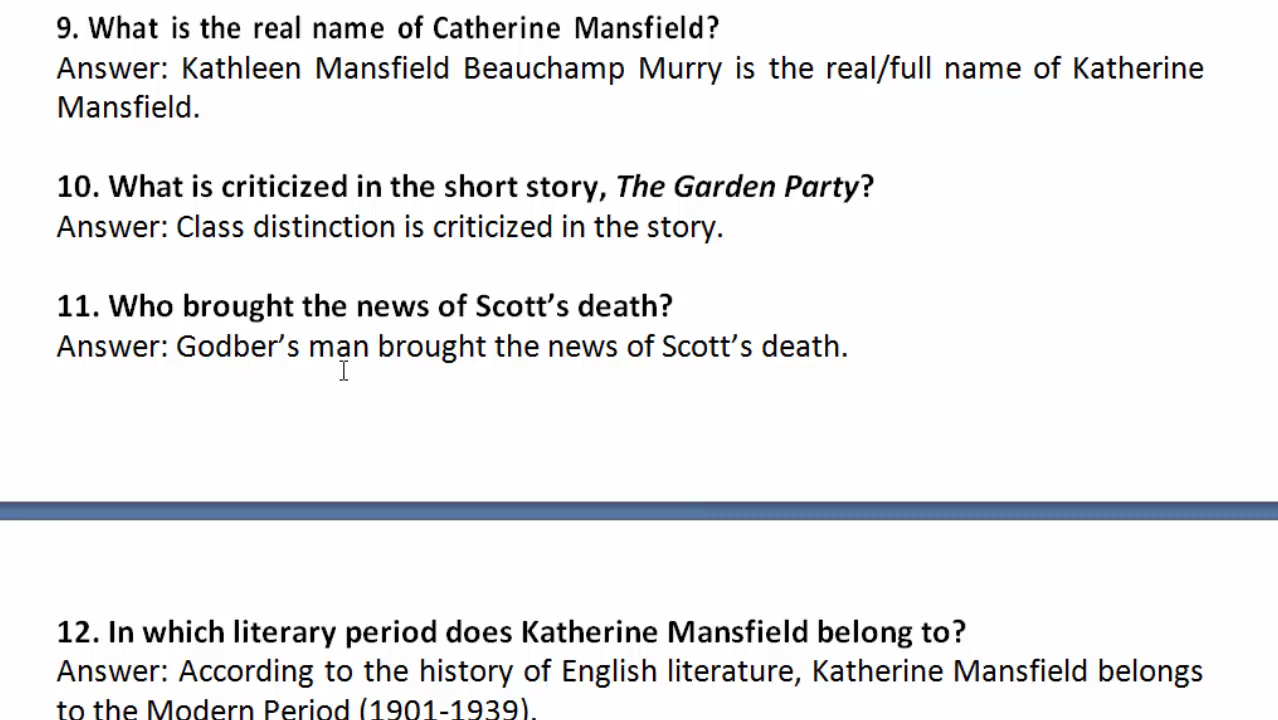 9. What is the real name of Catherine Mansfield?
Answer: Kathleen Mansfield Beauchamp Murry is the real/full name of Katherine
Mansfield.
10. What is criticized in the short story, The Garden Party?
Answer: Class distinction is criticized in the story.
11. Who brought the news of Scott’s death?
Answer: Godber’s man brought the news of Scott’s death.
12. In which literary period does Katherine Mansfield belong to?
Answer: According to the history of English literature, Katherine Mansfield belongs
to the Modern Period (1901-1939).